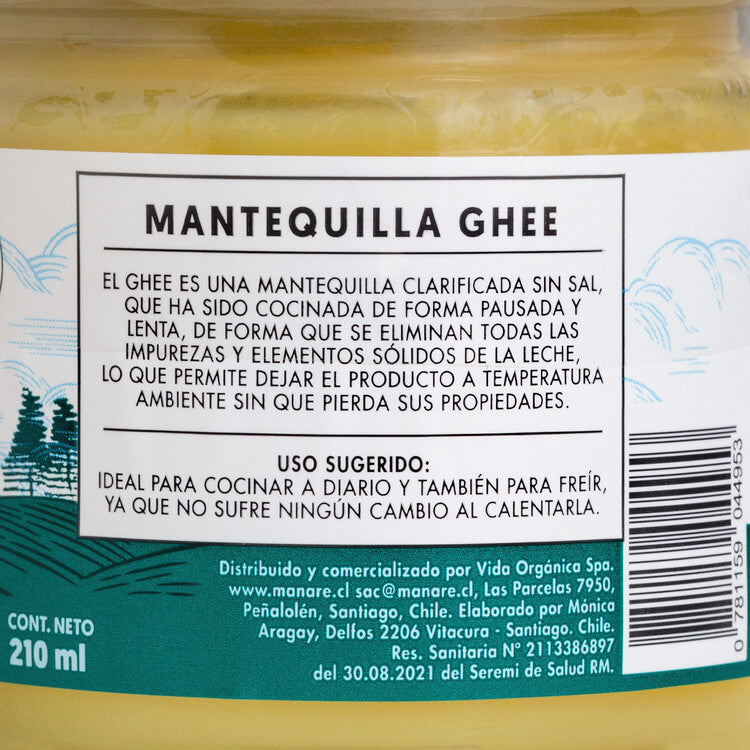 MANTEQUILLA GHEE
EL GHEE ES UNA MANTEQUILLA CLARIFICADA SIN SAL,
QUE HA SIDO COCINADA DE FORMA PAUSADA Y
LENTA, DE FORMA QUE SE ELIMINAN TODAS LAS
IMPUREZAS Y ELEMENTOS SÓLIDOS DE LA LECHE,
LO QUE PERMITE DEJAR EL PRODUCTO A TEMPERATURA
AMBIENTE SIN QUE PIERDA SUS PROPIEDADES.
USO SUGERIDO:
IDEAL PARA COCINAR A DIARIO Y TAMBIÉN PARA FREÍR,
YA QUE NO SUFRE NINGÚN CAMBIO AL CALENTARLA.
Distribuido y comercializado por Vida Orgánica Spa.
www.manare.cl sac@manare.cl, Las Parcelas 7950,
Peñalolén, Santiago, Chile. Elaborado por Mónica
Aragay, Delfos 2206 Vitacura - Santiago. Chile.
Res. Sanitaria N° 2113386897
del 30.08.2021 del Seremi de Salud RM.
CONT. NETO
210 ml
0 781159 044953